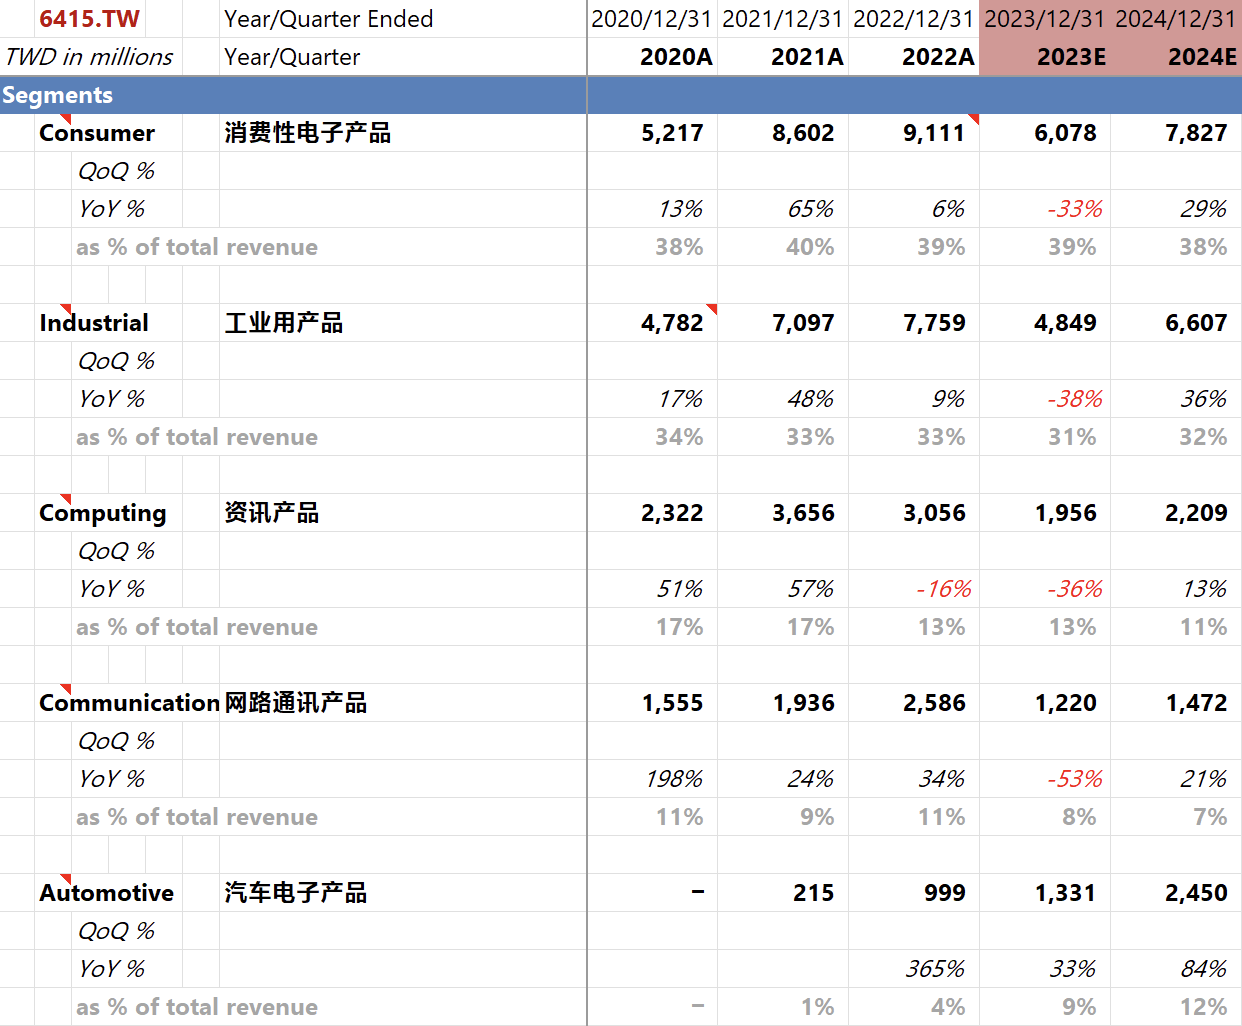 6415.TW Year/Quarter Ended 2020/12/31 2021/12/31 2022/12/31 2023/12/31 2024/12/31
TWD in millions Year/Quarter 2020A 2021A 2022A 2023E 2024E
Segments
Consumer 消费性电子产品 5,217 8,602 9,111 6,078 7,827
QoQ %
YoY % 13% 65% 6% -33% 29%
as % of total revenue 38% 40% 39% 39% 38%
Industrial 工业用产品 4,782 7,097 7,759 4,849 6,607
QoQ %
YoY % 17% 48% 9% -38% 36%
as % of total revenue 34% 33% 33% 31% 32%
Computing 资讯产品 2,322 3,656 3,056 1,956 2,209
QoQ %
YoY % 51% 57% -16% -36% 13%
as % of total revenue 17% 17% 13% 13% 11%
Communication 网路通讯产品 1,555 1,936 2,586 1,220 1,472
QoQ %
YoY % 198% 24% 34% -53% 21%
as % of total revenue 11% 9% 11% 8% 7%
Automotive 汽车电子产品 – 215 999 1,331 2,450
QoQ %
YoY % 365% 33% 84%
as % of total revenue – 1% 4% 9% 12%